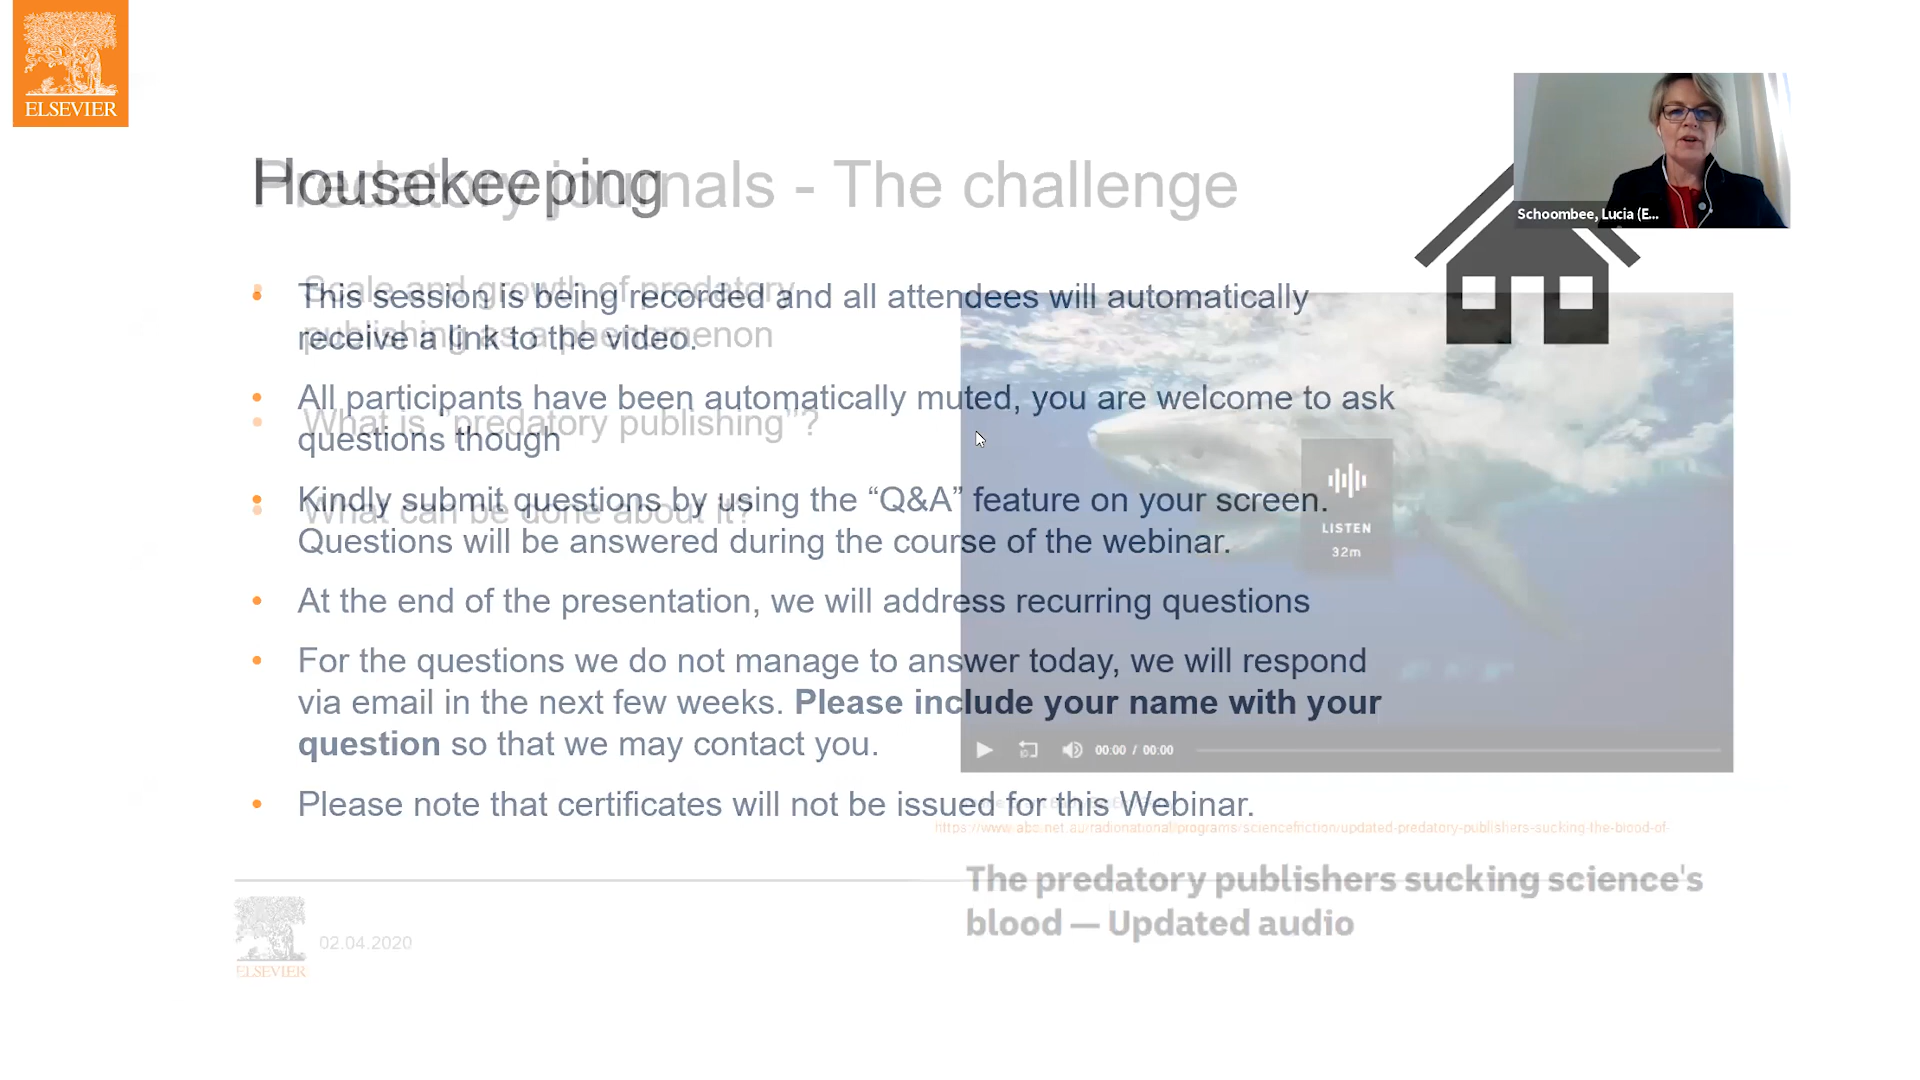 ELSEVIER
Schoombee, Lucia (E...
Housekeeping
Predatory journals - The challenge
• This session is being recorded and all attendees will automatically
receive a link to the video.
• All participants have been automatically muted, you are welcome to ask
questions though
• Kindly submit questions by using the “Q&A” feature on your screen.
Questions will be answered during the course of the webinar.
• At the end of the presentation, we will address recurring questions
• For the questions we do not manage to answer today, we will respond
via email in the next few weeks. Please include your name with your
question so that we may contact you.
• Please note that certificates will not be issued for this Webinar.
• Scale and growth of predatory
publishing as a phenomenon
• What is “predatory publishing”?
• What can be done about it?
LISTEN
32m
00:00 / 00:00
https://www.abc.net.au/radionational/programs/sciencefriction/updated-predatory-publishers-sucking-the-blood-of-
The predatory publishers sucking science's
blood — Updated audio
ELSEVIER
02.04.2020